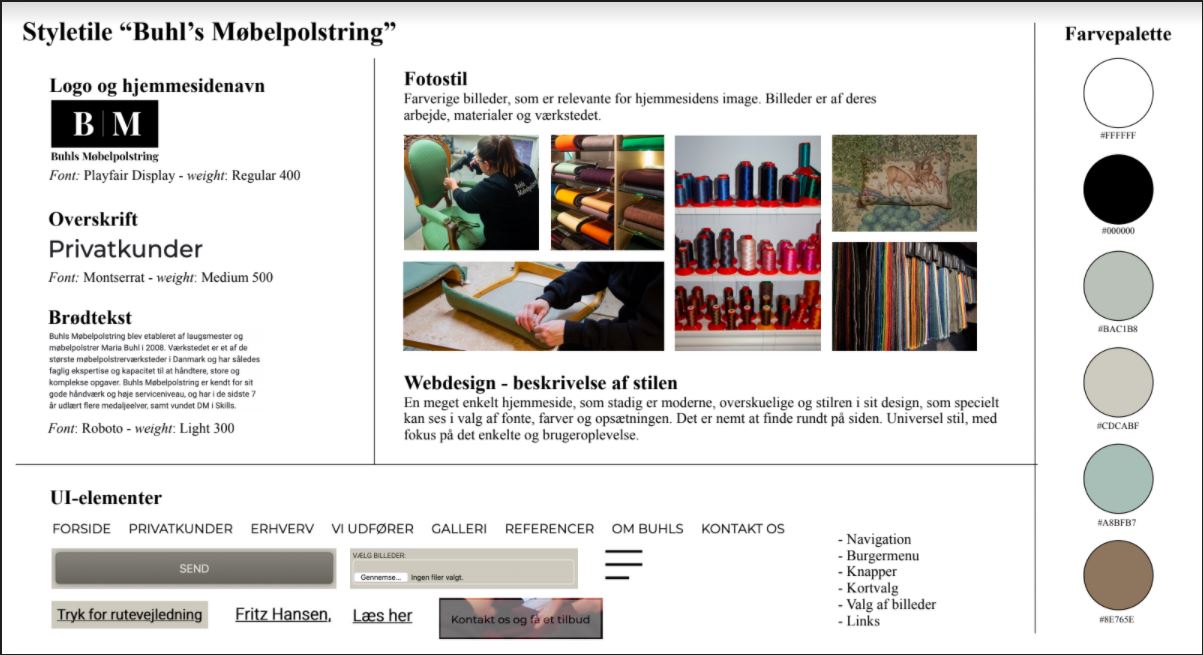 Styletile “Buhl’s Møbelpolstring”
Logo og hjemmesidenavn
B | M
Buhls Møbelpolstring
Font: Playfair Display - weight: Regular 400
Overskrift
Privatkunder
Font: Montserrat - weight: Medium 500
Brødtekst
Buhls Møbelpolstring blev etableret af laugsmester og
møbelpolstrer Maria Buhl i 2008. Værkstedet er et af de
største møbelpolstrerværksteder i Danmark og har således
faglig ekspertise og kapacitet til at håndtere, store og
komplekse opgaver. Buhls Møbelpolstring er kendt for sit
gode håndværk og høje serviceniveau, og har i de sidste 7
år udlært flere medaljeelver, samt vundet DM i Skills.
Font: Roboto - weight: Light 300
Fotostil
Farverige billeder, som er relevante for hjemmesidens image. Billeder er af deres
arbejde, materialer og værkstedet.
Buhls
Webdesign - beskrivelse af stilen
En meget enkelt hjemmeside, som stadig er moderne, overskuelige og stilren i sit design, som specielt
kan ses i valg af fonte, farver og opsætningen. Det er nemt at finde rundt på siden. Universel stil, med
fokus på det enkelte og brugeroplevelse.
UI-elementer
FORSIDE PRIVATKUNDER ERHVERV VI UDFØRER GALLERI REFERENCER OM BUHLS KONTAKT OS
SEND
VÆLG BILLEDER:
Gennemse... Ingen filer valgt.
Tryk for rutevejledning
Fritz Hansen,
Læs her
Kontakt os og få et tilbud
- Navigation
- Burgermenu
- Knapper
- Kortvalg
- Valg af billeder
- Links
Farvepalette
#FFFFFF
#000000
#BAC1B8
#CDCABF
#A8BFB7
#8E765E